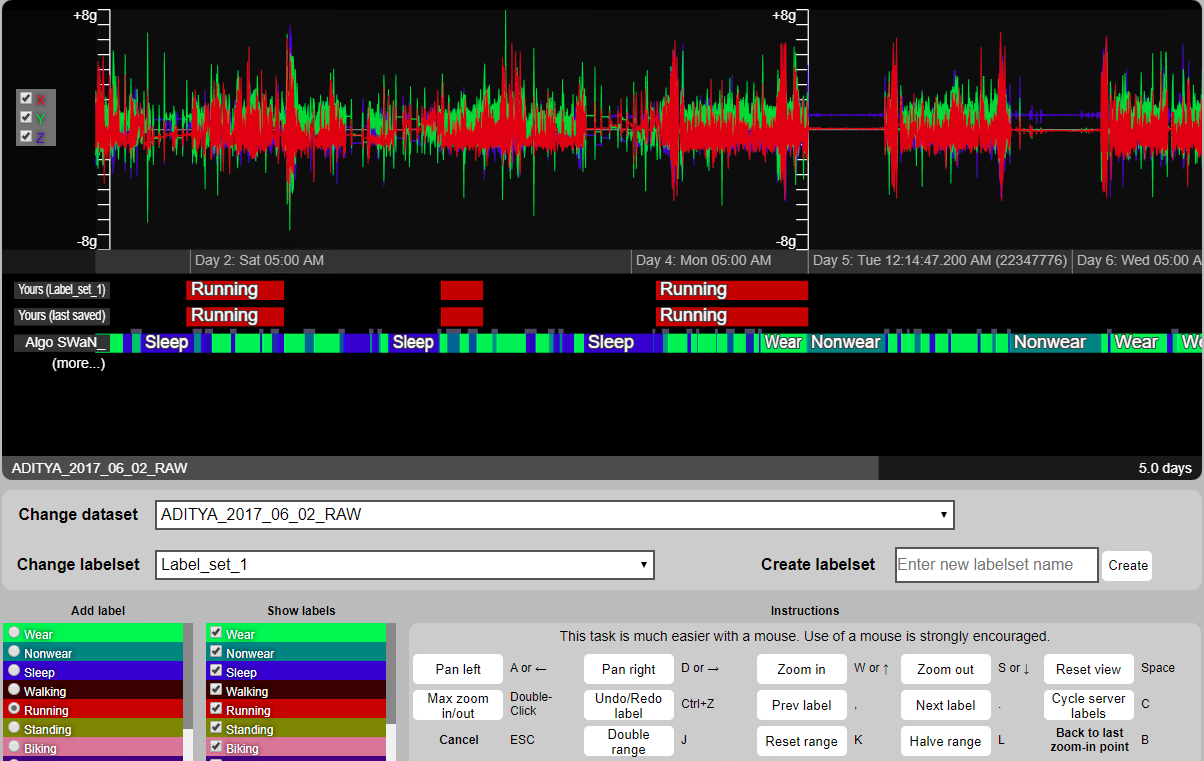 +8g +8g
X
Y
Z
-8g -8g
Day 2: Sat 05:00 AM Day 4: Mon 05:00 AM Day 5: Tue 12:14:47.200 AM (22347776) Day 6: Wed 05:00 A
Yours (Label_set_1) Running Running
Yours (last saved) Running Running
Algo SWaN_ Sleep Sleep Sleep Wear Nonwear Nonwear Wear We
(more...)
ADITYA_2017_06_02_RAW 5.0 days
Change dataset ADITYA_2017_06_02_RAW
Change labelset Label_set_1 Create labelset Enter new labelset name Create
Add label Show labels Instructions
Wear Wear This task is much easier with a mouse. Use of a mouse is strongly encouraged.
Nonwear Nonwear
Sleep Sleep Pan left A or ← Pan right D or → Zoom in W or ↑ Zoom out S or ↓ Reset view Space
Walking Walking
Running Running Max zoom in/out Double-Click Undo/Redo label Ctrl+Z Prev label , Next label . Cycle server labels C
Standing Standing
Biking Biking Cancel ESC Double range J Reset range K Halve range L Back to last zoom-in point B